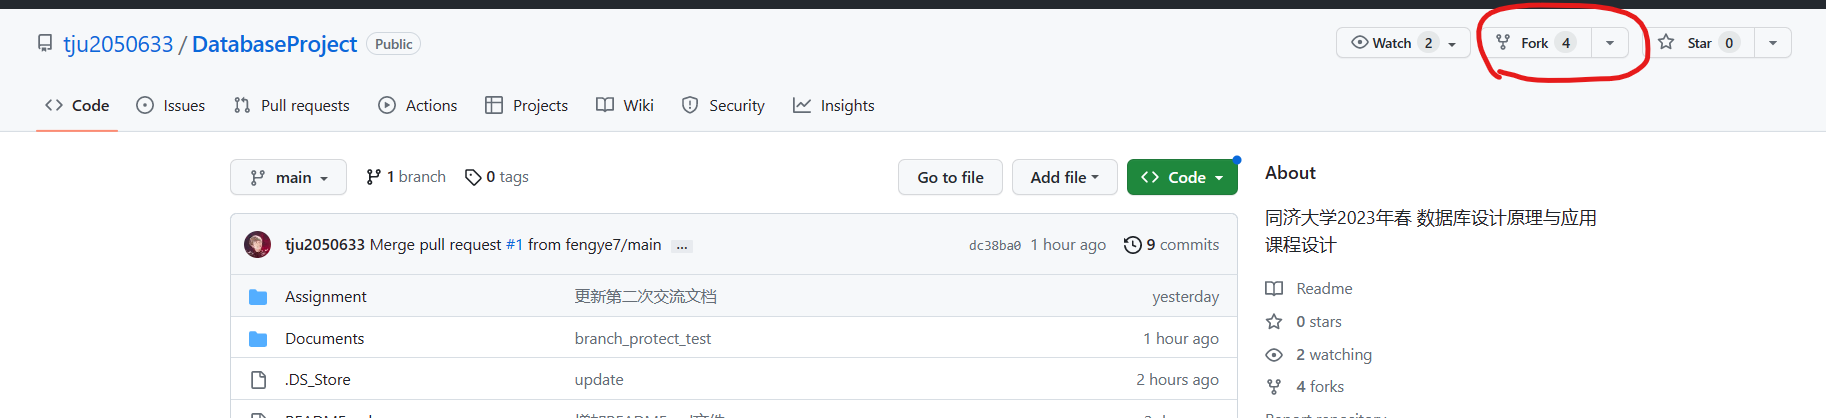 tju2050633 / DatabaseProject Public
Watch 2 Fork 4 Star 0
Code Issues Pull requests Actions Projects Wiki Security Insights
main 1 branch 0 tags Go to file Add file Code
tju2050633 Merge pull request #1 from fengye7/main ... dc38ba0 1 hour ago 9 commits
Assignment 更新第二次交流文档 yesterday
Documents branch_protect_test 1 hour ago
.DS_Store update 2 hours ago
About
同济大学2023年春 数据库设计原理与应用
课程设计
Readme
0 stars
2 watching
4 forks
Report repository